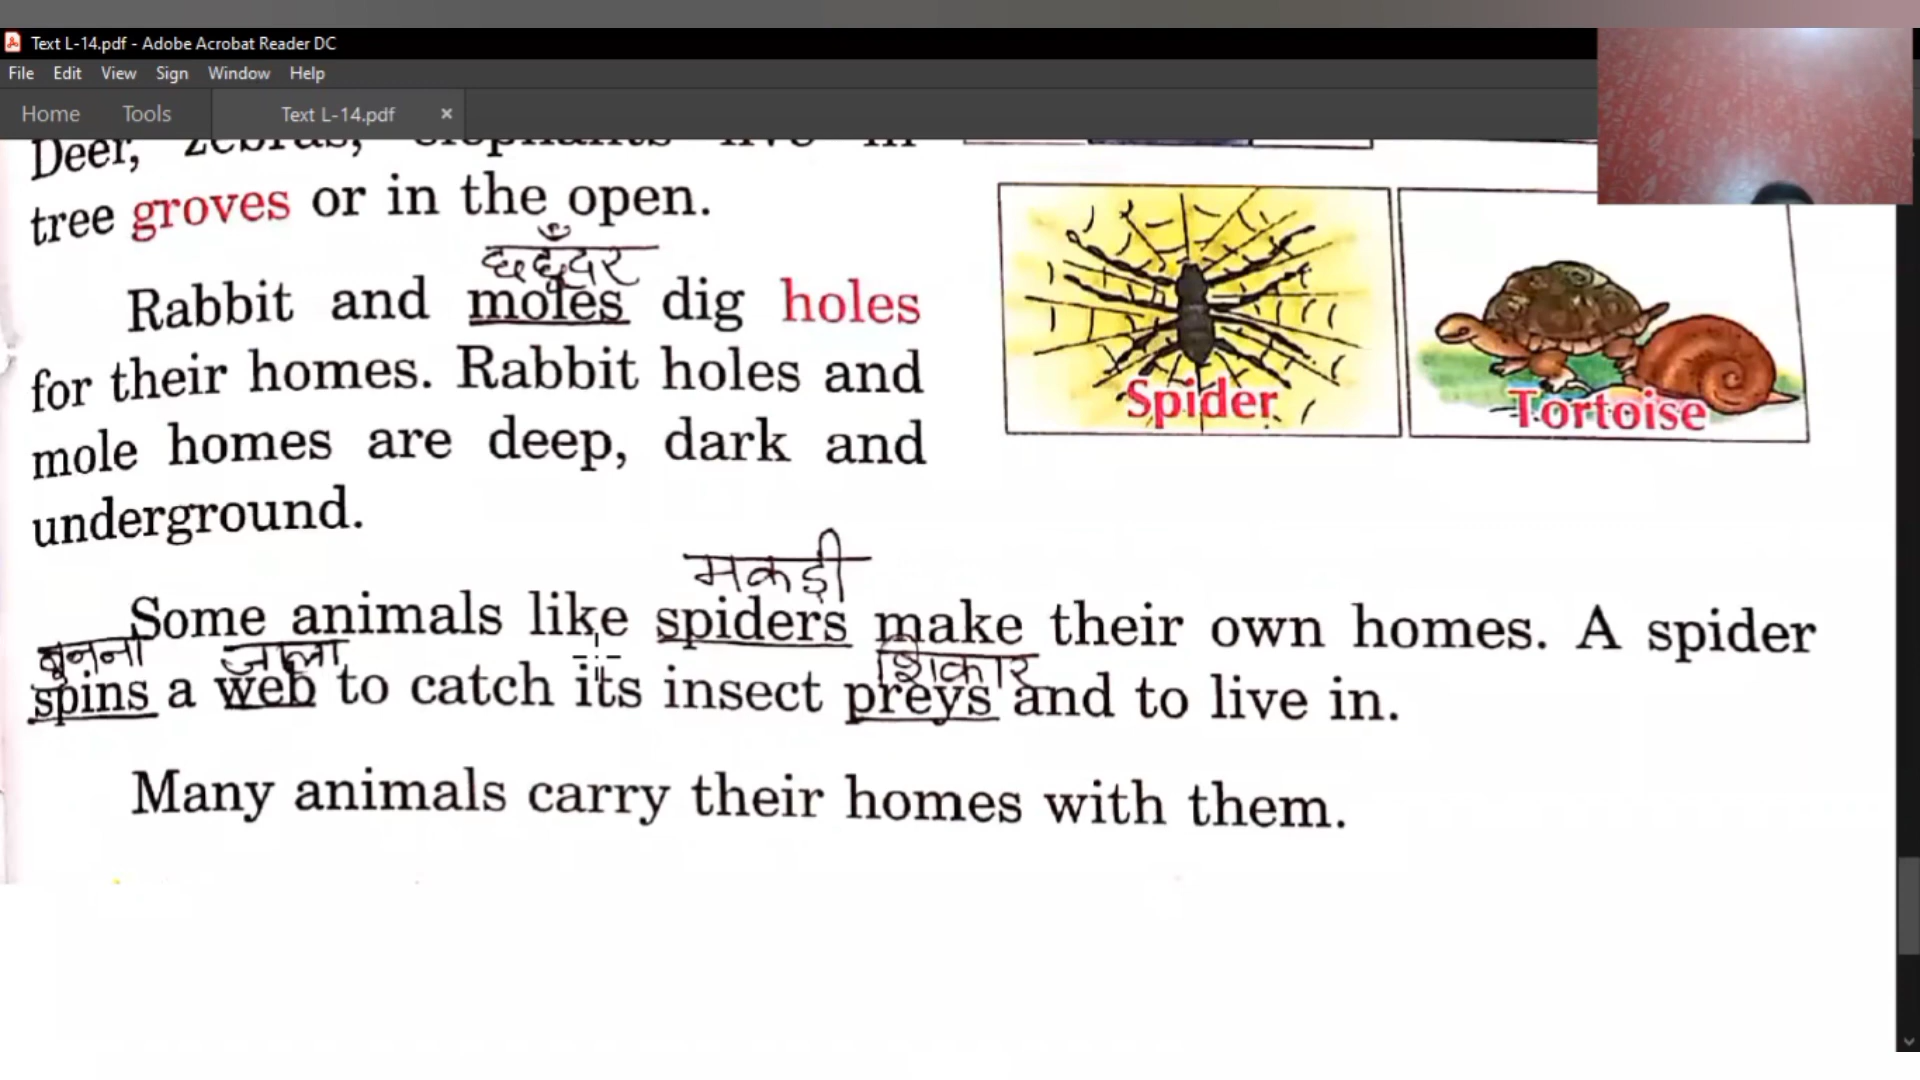 Text L-14.pdf - Adobe Acrobat Reader DC
File Edit View Sign Window Help
Home Tools Text L-14.pdf ×
Deer, zebras, elephants live in
tree groves or in the open.
छछूँदर
Rabbit and moles dig holes
for their homes. Rabbit holes and
mole homes are deep, dark and
underground.
Spider
Tortoise
मकड़ी
Some animals like spiders make their own homes. A spider
बुनना जाला शिकार
spins a web to catch its insect preys and to live in.
Many animals carry their homes with them.